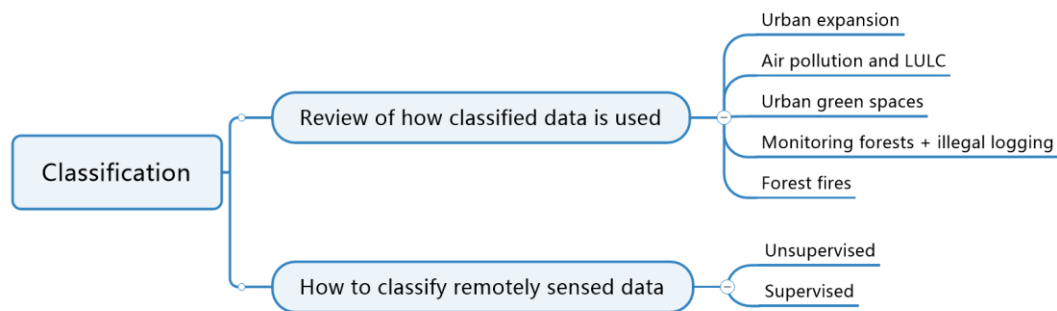 Classification
Review of how classified data is used
Urban expansion
Air pollution and LULC
Urban green spaces
Monitoring forests + illegal logging
Forest fires
How to classify remotely sensed data
Unsupervised
Supervised